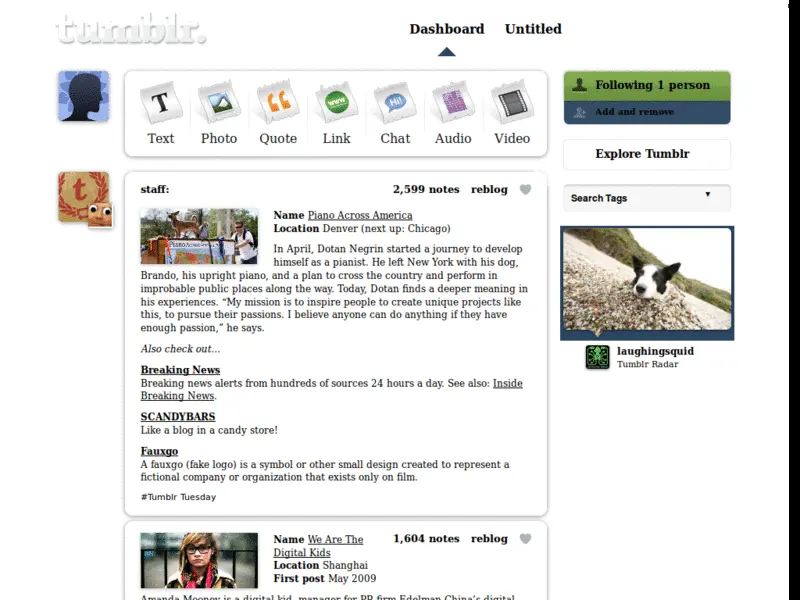 tumblr.
Dashboard Untitled
Text Photo Quote Link Chat Audio Video
Following 1 person
Add and remove
Explore Tumblr
Search Tags
staff: 2,599 notes reblog
Name Piano Across America
Location Denver (next up: Chicago)
In April, Dotan Negrin started a journey to develop
himself as a pianist. He left New York with his dog,
Brando, his upright piano, and a plan to cross the country and perform in
improbable public places along the way. Today, Dotan finds a deeper meaning in
his experiences. “My mission is to inspire people to create unique projects like
this, to pursue their passions. I believe anyone can do anything if they have
enough passion,” he says.
Also check out...
Breaking News
Breaking news alerts from hundreds of sources 24 hours a day. See also: Inside
Breaking News.
SCANDYBARS
Like a blog in a candy store!
Fauxgo
A fauxgo (fake logo) is a symbol or other small design created to represent a
fictional company or organization that exists only on film.
#Tumblr Tuesday
laughingsquid
Tumblr Radar
Name We Are The 1,604 notes reblog
Digital Kids
Location Shanghai
First post May 2009
Amanda Mooney is a digital kid, manager for PR firm Edelman China’s digital